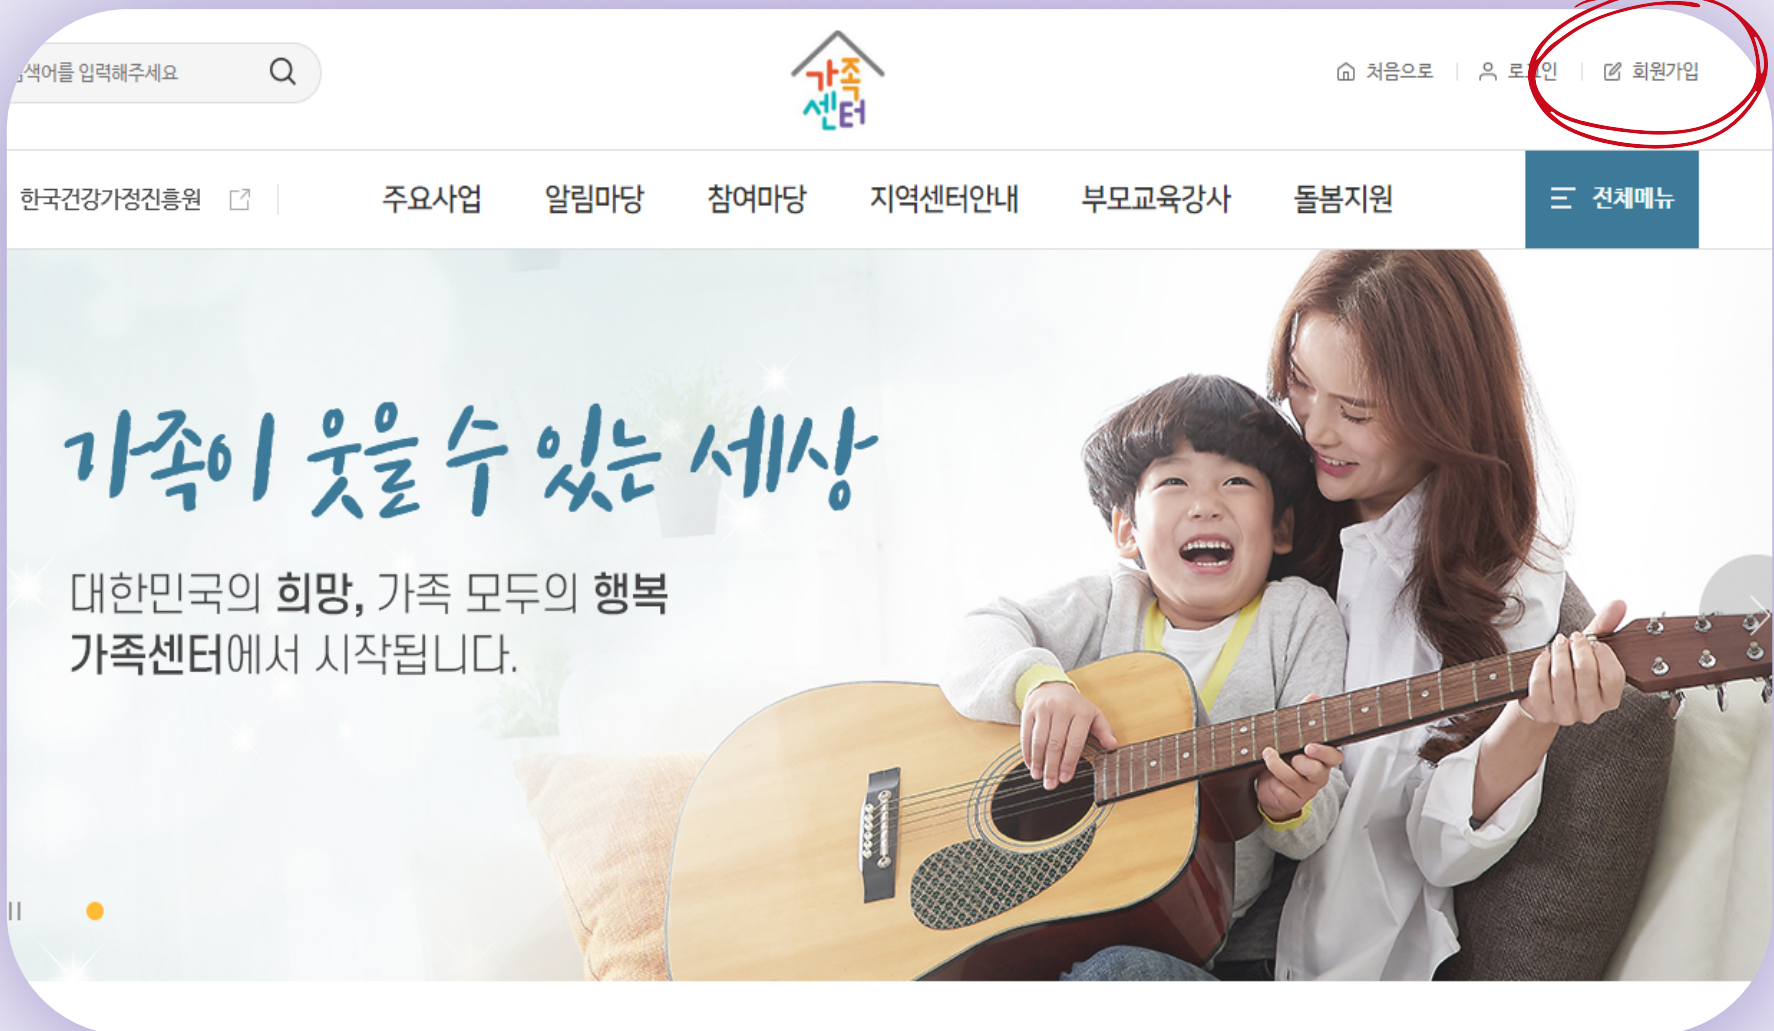 색어를 입력해주세요
가족
센터
처음으로
로그인
회원가입
한국건강가정진흥원
주요사업
알림마당
참여마당
지역센터안내
부모교육강사
돌봄지원
전체메뉴
가족이 웃을 수 있는 세상
대한민국의 희망, 가족 모두의 행복
가족센터에서 시작됩니다.